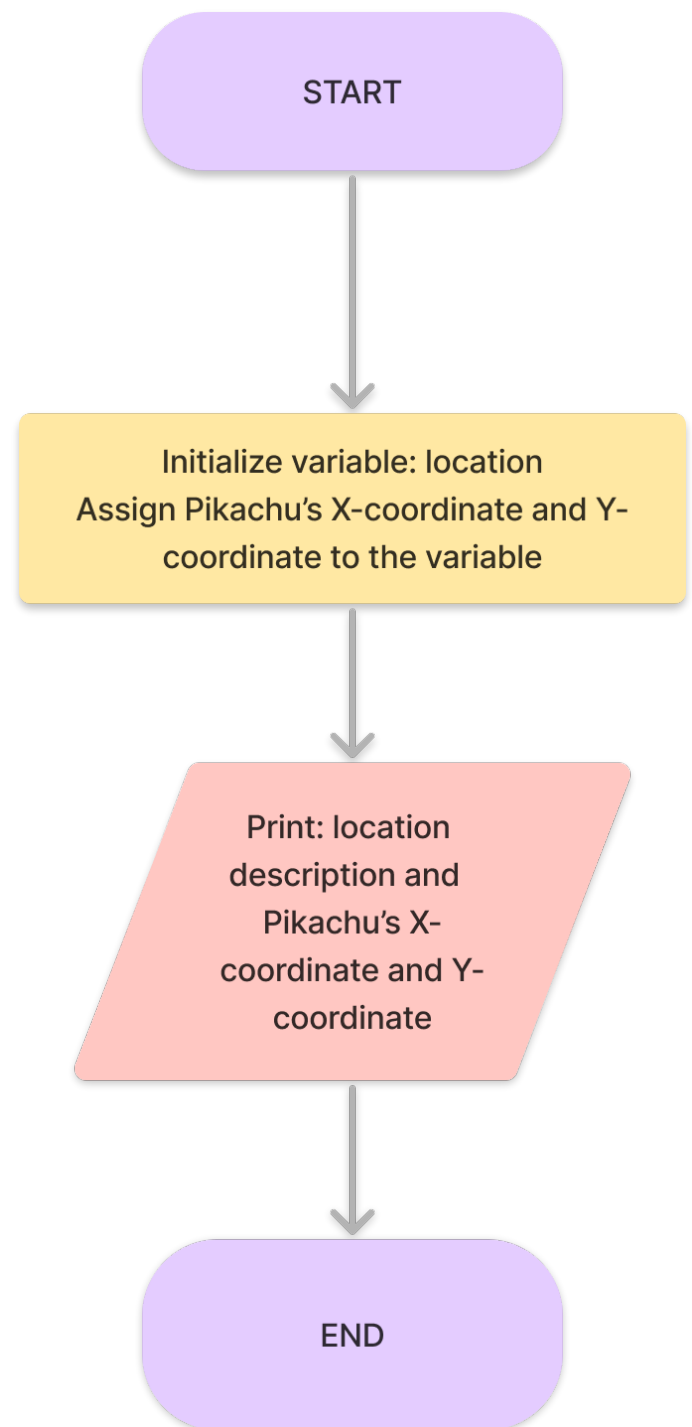 START
Initialize variable: location
Assign Pikachu’s X-coordinate and Y-
coordinate to the variable
Print: location
description and
Pikachu’s X-
coordinate and Y-
coordinate
END